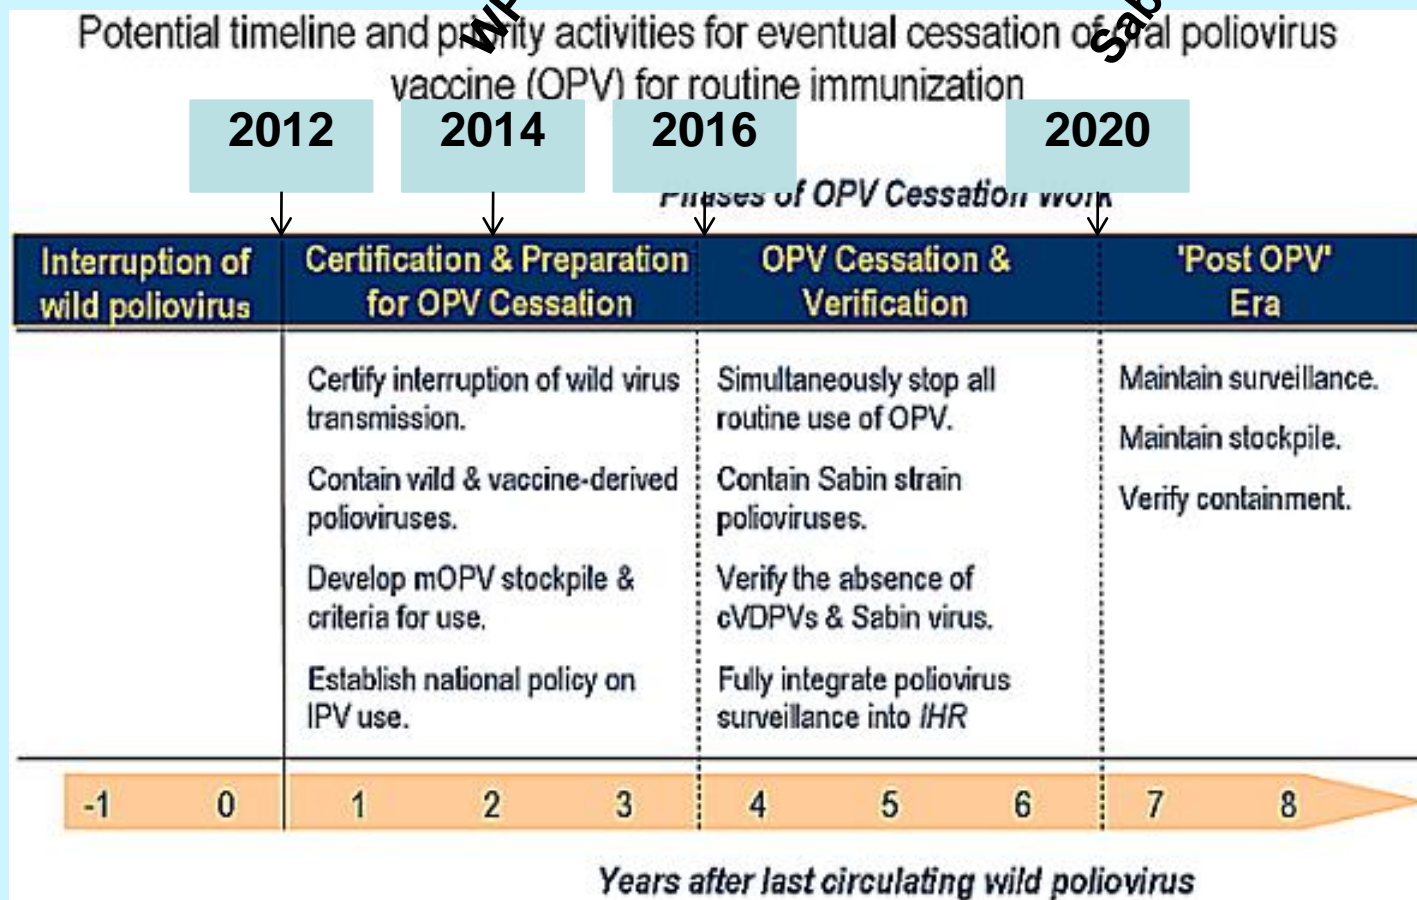 Potential timeline and priority activities for eventual cessation of oral poliovirus
vaccine (OPV) for routine immunization
WP
Sab
2012
2014
2016
2020
Phases of OPV Cessation Work
Interruption of
wild poliovirus
Certification & Preparation
for OPV Cessation
OPV Cessation &
Verification
'Post OPV'
Era
Certify interruption of wild virus
transmission.
Contain wild & vaccine-derived
polioviruses.
Develop mOPV stockpile &
criteria for use.
Establish national policy on
IPV use.
Simultaneously stop all
routine use of OPV.
Contain Sabin strain
polioviruses.
Verify the absence of
cVDPVs & Sabin virus.
Fully integrate poliovirus
surveillance into IHR
Maintain surveillance.
Maintain stockpile.
Verify containment.
-1 0 1 2 3 4 5 6 7 8
Years after last circulating wild poliovirus